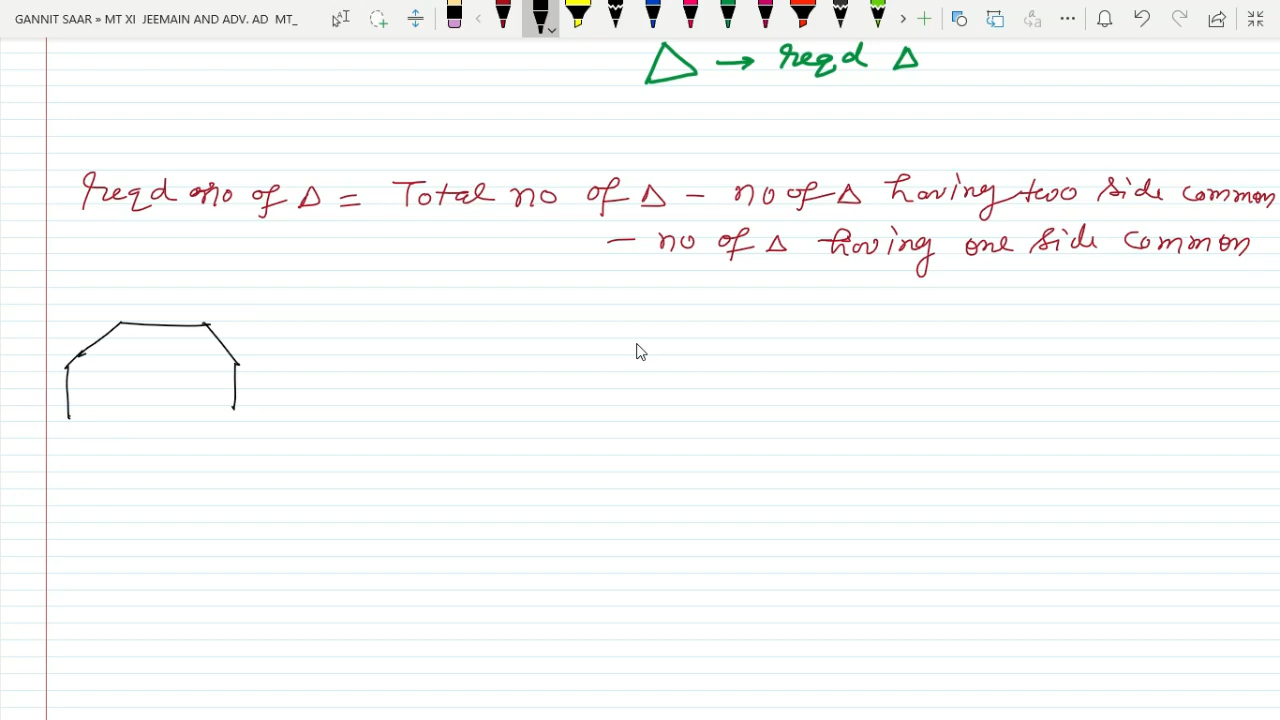 GANNIT SAAR » MT XI JEEMAIN AND ADV. AD MT_
△ → reqd △
reqd no of △ = Total no of △ - no of △ having two side common
- no of △ having one side common